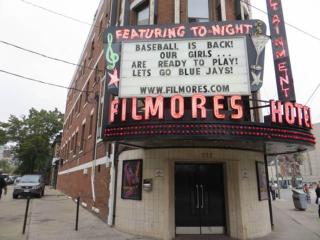 FEATURING TO-NIGHT
BASEBALL IS BACK!
OUR GIRLS ...
ARE READY TO PLAY!
LETS GO BLUE JAYS!
WWW.FILMORES.COM
FILMORES HOTEL